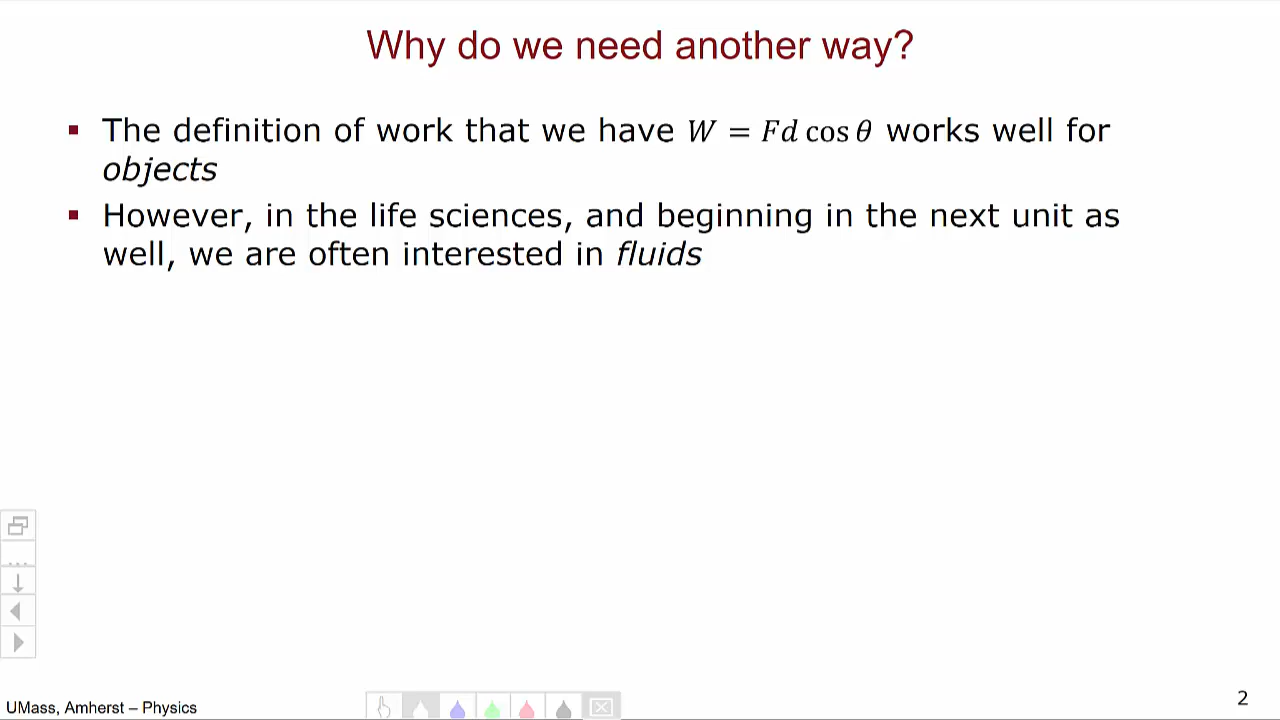 Why do we need another way?
The definition of work that we have W = Fd cos θ works well for
objects
However, in the life sciences, and beginning in the next unit as
well, we are often interested in fluids
UMass, Amherst – Physics
2